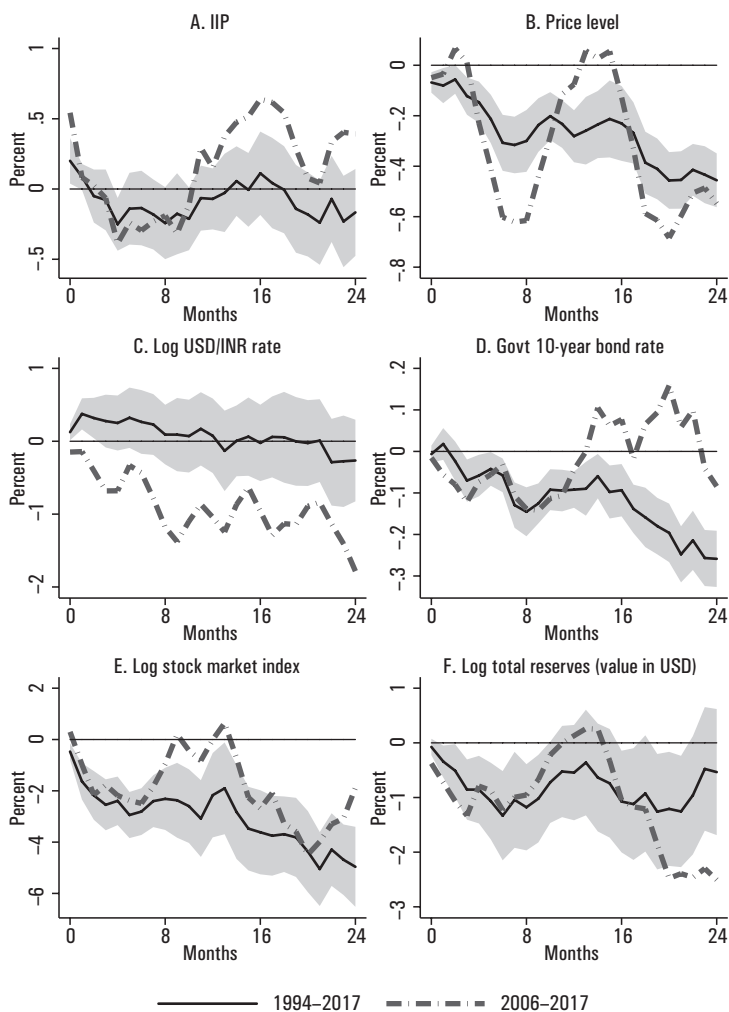 A. IIP
Percent
1
.5
0
−.5
0 8 16 24
Months
B. Price level
Percent
0
−.2
−.4
−.6
−.8
0 8 16 24
Months
C. Log USD/INR rate
Percent
1
0
−1
−2
0 8 16 24
Months
D. Govt 10-year bond rate
Percent
.2
.1
0
−.1
−.2
−.3
0 8 16 24
Months
E. Log stock market index
Percent
2
0
−2
−4
−6
0 8 16 24
Months
F. Log total reserves (value in USD)
Percent
1
0
−1
−2
−3
0 8 16 24
Months
1994–2017 2006–2017